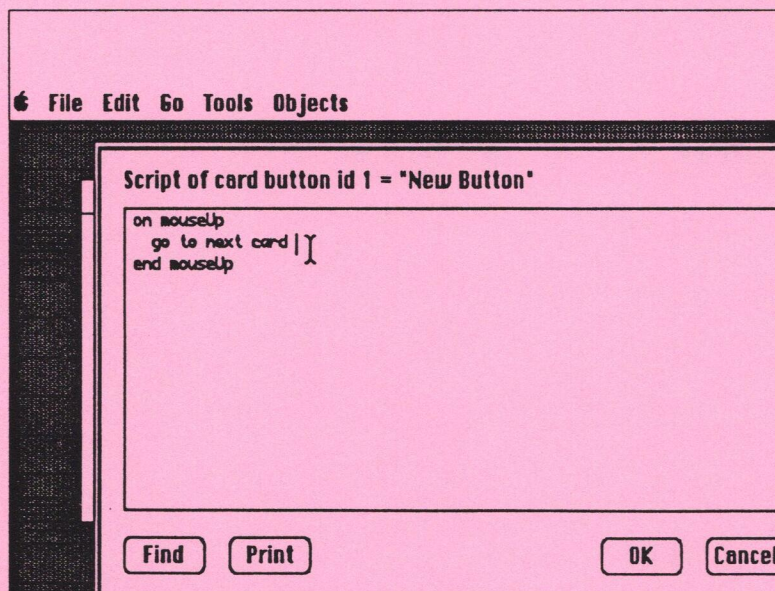 File Edit Go Tools Objects
Script of card button id 1 = "New Button"
on mouseUp
go to next card
end mouseUp
Find Print OK Cancel